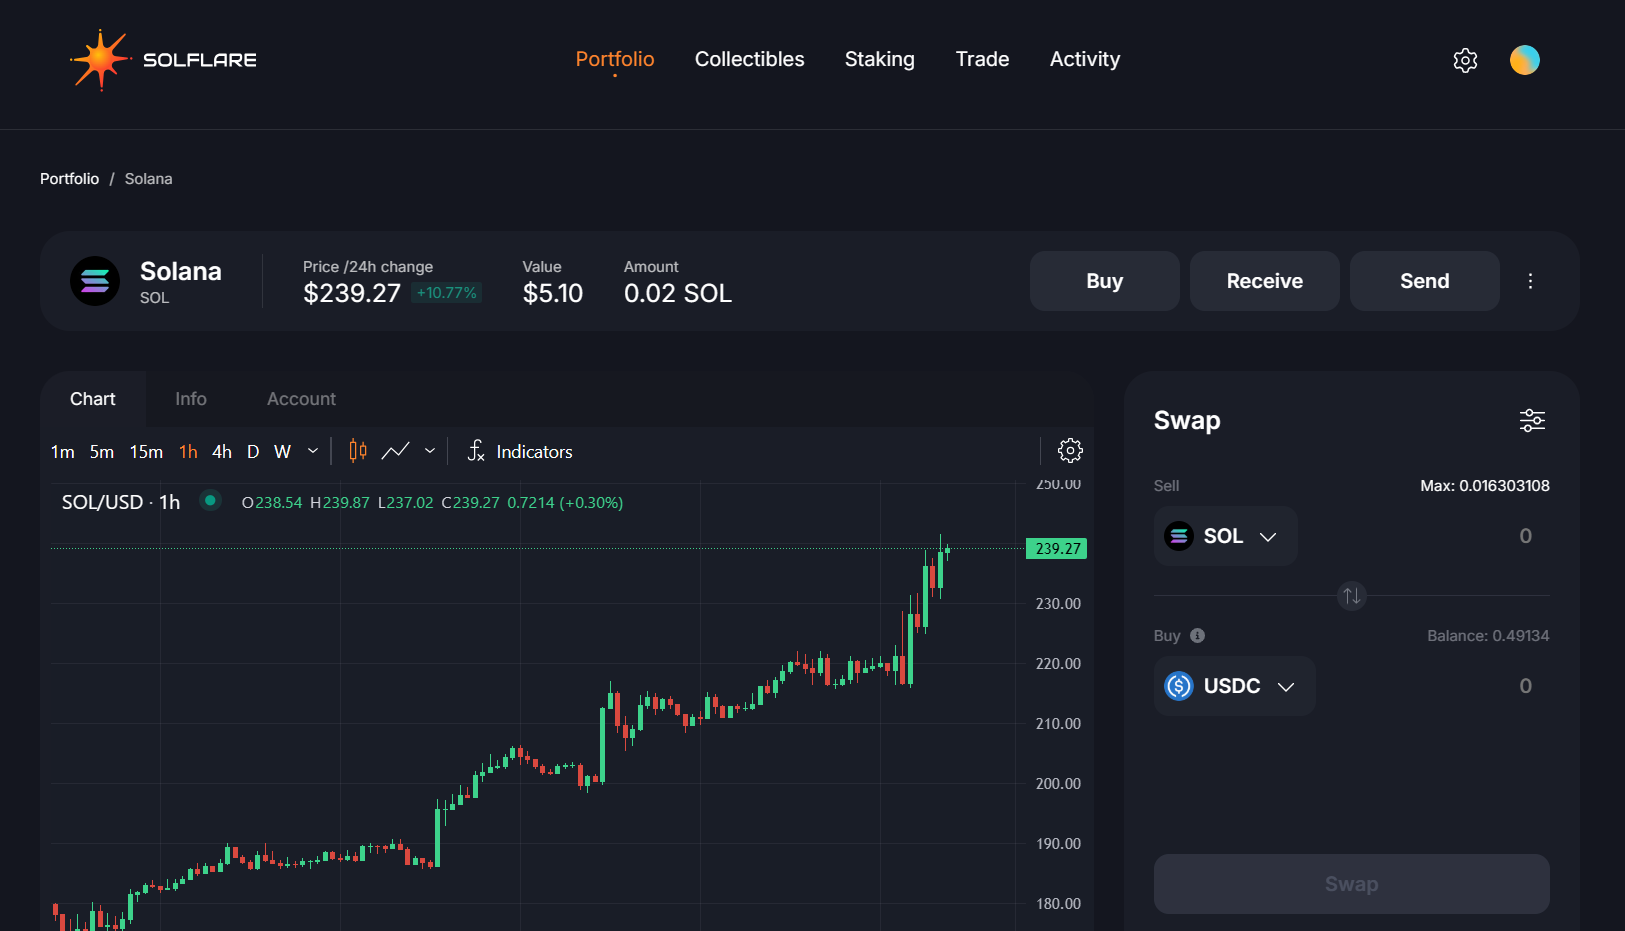 SOLFLARE
Portfolio Collectibles Staking Trade Activity
Portfolio / Solana
Solana
SOL
Price /24h change
$239.27 +10.77%
Value
$5.10
Amount
0.02 SOL
Buy Receive Send
Chart Info Account
1m 5m 15m 1h 4h D W Indicators
SOL/USD · 1h O238.54 H239.87 L237.02 C239.27 0.7214 (+0.30%)
250.00
239.27
230.00
220.00
210.00
200.00
190.00
180.00
Swap
Sell Max: 0.016303108
SOL 0
Buy Balance: 0.49134
USDC 0
Swap